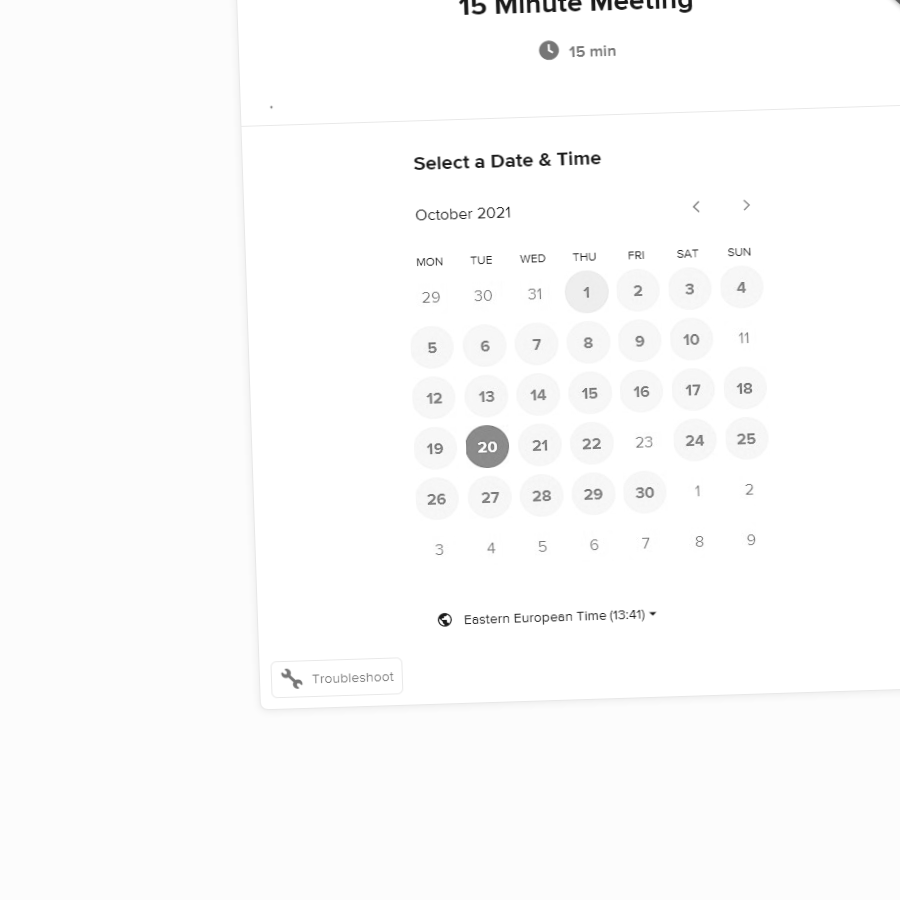 15 Minute Meeting
15 min
Select a Date & Time
October 2021
MON TUE WED THU FRI SAT SUN
29 30 31 1 2 3 4
5 6 7 8 9 10 11
12 13 14 15 16 17 18
19 20 21 22 23 24 25
26 27 28 29 30 1 2
3 4 5 6 7 8 9
Eastern European Time (13:41)
Troubleshoot